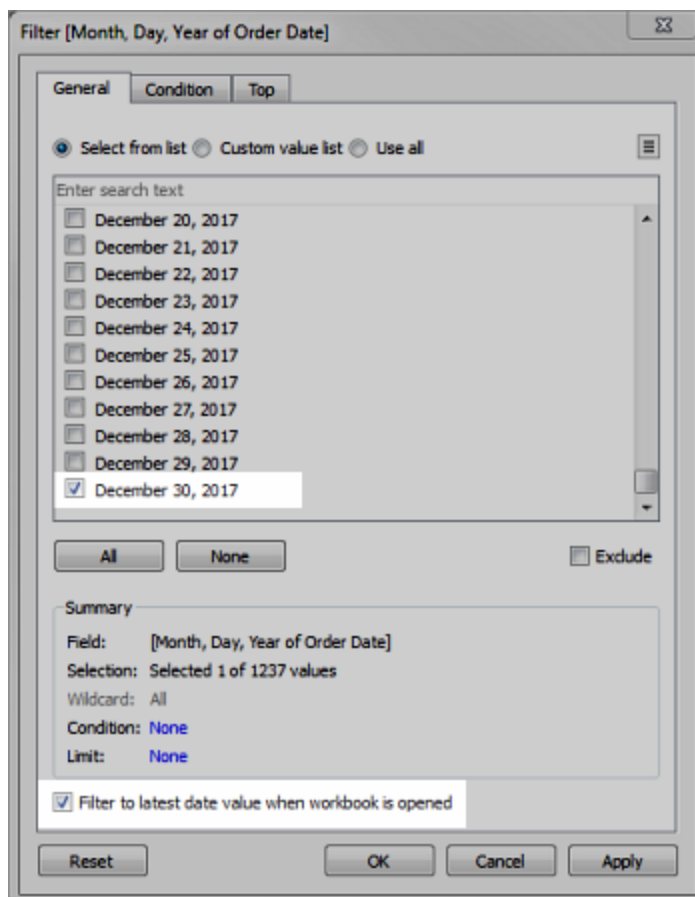 Filter [Month, Day, Year of Order Date]
General Condition Top
Select from list Custom value list Use all
Enter search text
December 20, 2017
December 21, 2017
December 22, 2017
December 23, 2017
December 24, 2017
December 25, 2017
December 26, 2017
December 27, 2017
December 28, 2017
December 29, 2017
December 30, 2017
All None Exclude
Summary
Field: [Month, Day, Year of Order Date]
Selection: Selected 1 of 1237 values
Wildcard: All
Condition: None
Limit: None
Filter to latest date value when workbook is opened
Reset OK Cancel Apply